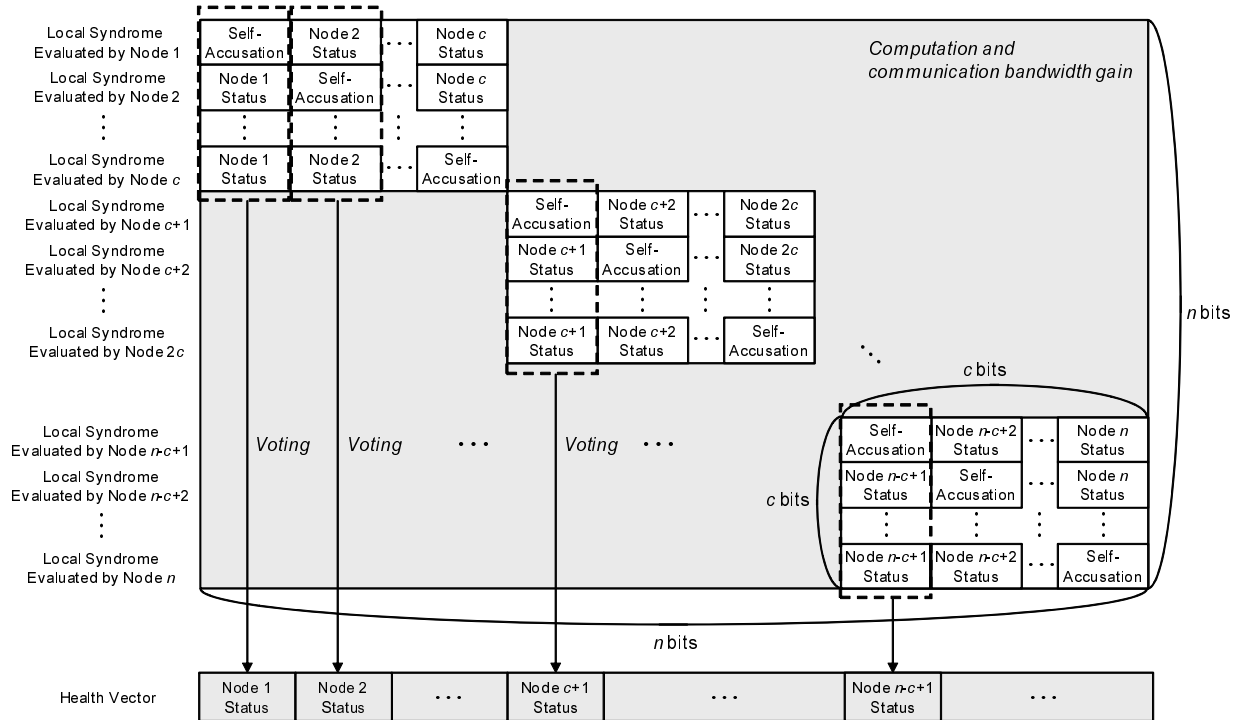 Local Syndrome
Evaluated by Node 1
Self-
Accusation
Node 2
Status
...
Node c
Status
Computation and
communication bandwidth gain
Local Syndrome
Evaluated by Node 2
Node 1
Status
Self-
Accusation
Node c
Status
Local Syndrome
Evaluated by Node c
Node 1
Status
Node 2
Status
...
Self-
Accusation
Local Syndrome
Evaluated by Node c+1
Self-
Accusation
Node c+2
Status
...
Node 2c
Status
Local Syndrome
Evaluated by Node c+2
Node c+1
Status
Self-
Accusation
...
Node 2c
Status
n bits
Local Syndrome
Evaluated by Node 2c
Node c+1
Status
Node c+2
Status
...
Self-
Accusation
c bits
Local Syndrome
Evaluated by Node n-c+1
Voting
Voting
...
Voting
...
Self-
Accusation
Node n-c+2
Status
...
Node n
Status
Local Syndrome
Evaluated by Node n-c+2
c bits
Node n-c+1
Status
Self-
Accusation
...
Node n
Status
Local Syndrome
Evaluated by Node n
Node n-c+1
Status
Node n-c+2
Status
...
Self-
Accusation
n bits
Health Vector
Node 1
Status
Node 2
Status
...
Node c+1
Status
...
Node n-c+1
Status
...